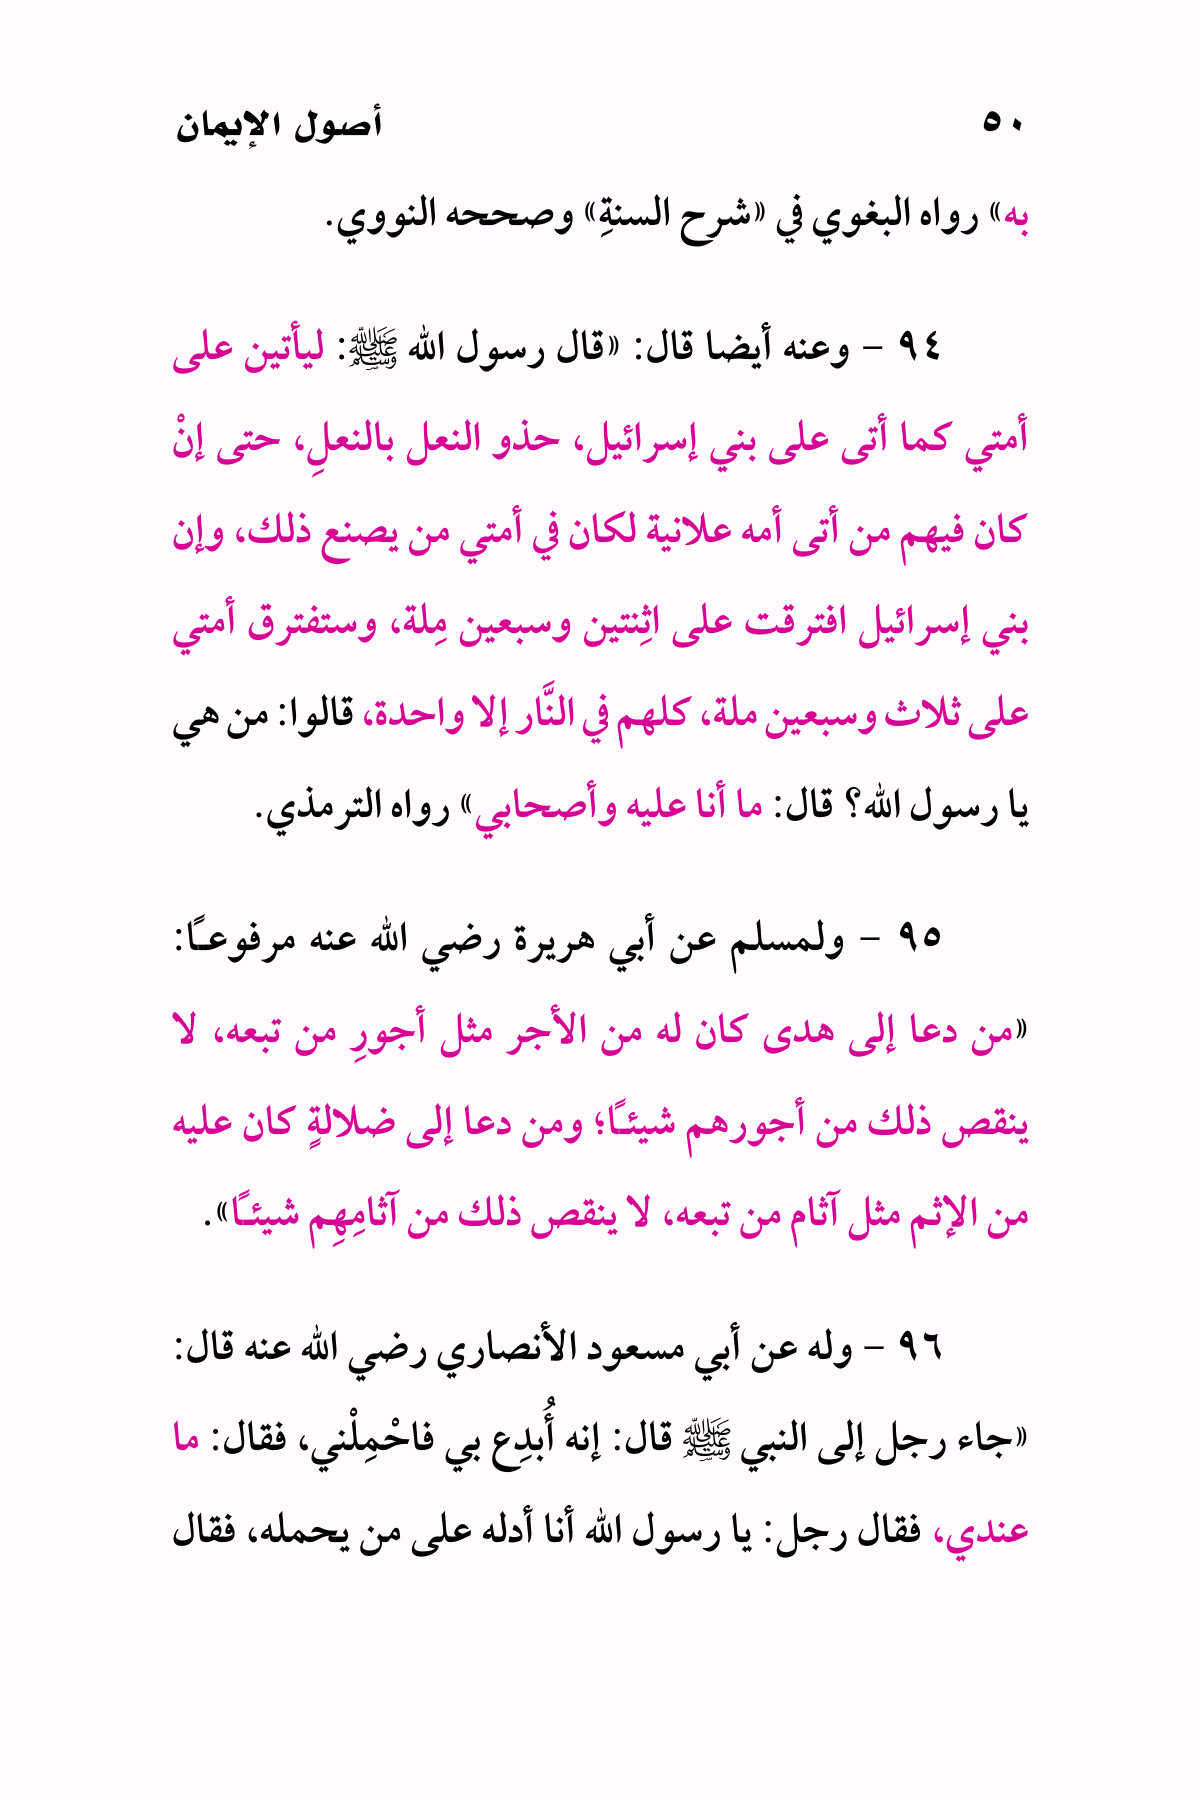 ٥٠ أصول الإيمان
به» رواه البغوي في «شرح السنةِ» وصححه النووي.
٩٤ – وعنه أيضا قال: «قال رسول الله ﷺ: ليأتين على
أمتي كما أتى على بني إسرائيل، حذو النعل بالنعلِ، حتى إنْ
كان فيهم من أتى أمه علانية لكان في أمتي من يصنع ذلك، وإن
بني إسرائيل افترقت على اثِنتين وسبعين مِلة، وستفترق أمتي
على ثلاث وسبعين ملة، كلهم في النَّار إلا واحدة، قالوا: من هي
يا رسول الله؟ قال: ما أنا عليه وأصحابي» رواه الترمذي.
٩٥ – ولمسلم عن أبي هريرة رضي الله عنه مرفوعـًا:
«من دعا إلى هدى كان له من الأجر مثل أجورِ من تبعه، لا
ينقص ذلك من أجورهم شيئـًا؛ ومن دعا إلى ضلالةٍ كان عليه
من الإثم مثل آثام من تبعه، لا ينقص ذلك من آثامِهِم شيئـًا».
٩٦ – وله عن أبي مسعود الأنصاري رضي الله عنه قال:
«جاء رجل إلى النبي ﷺ قال: إنه أُبدِع بي فاحْمِلْني، فقال: ما
عندي، فقال رجل: يا رسول الله أنا أدله على من يحمله، فقال